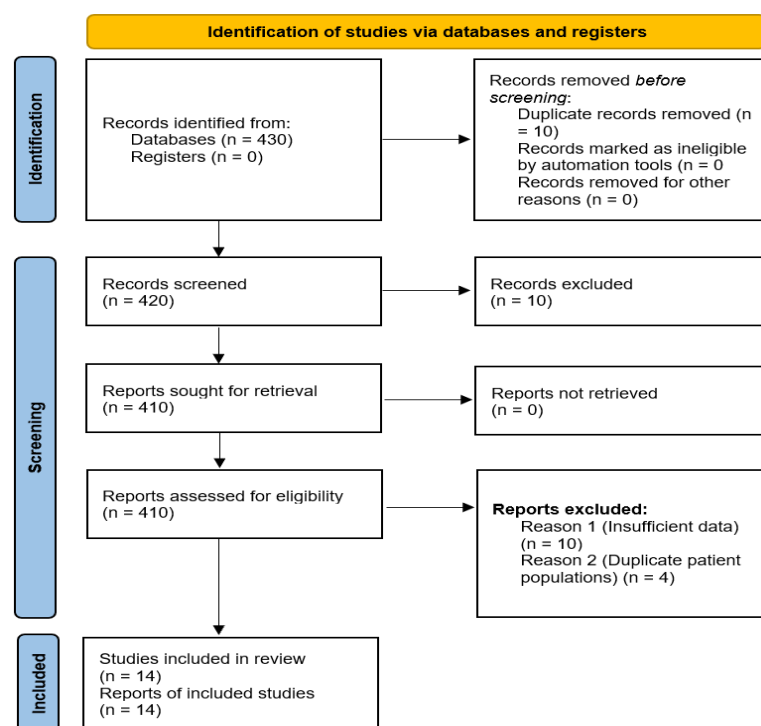 Identification of studies via databases and registers
Identification
Records identified from:
Databases (n = 430)
Registers (n = 0)
Records removed before
screening:
Duplicate records removed (n
= 10)
Records marked as ineligible
by automation tools (n = 0
Records removed for other
reasons (n = 0)
Screening
Records screened
(n = 420)
Records excluded
(n = 10)
Reports sought for retrieval
(n = 410)
Reports not retrieved
(n = 0)
Reports assessed for eligibility
(n = 410)
Reports excluded:
Reason 1 (Insufficient data)
(n = 10)
Reason 2 (Duplicate patient
populations) (n = 4)
Included
Studies included in review
(n = 14)
Reports of included studies
(n = 14)